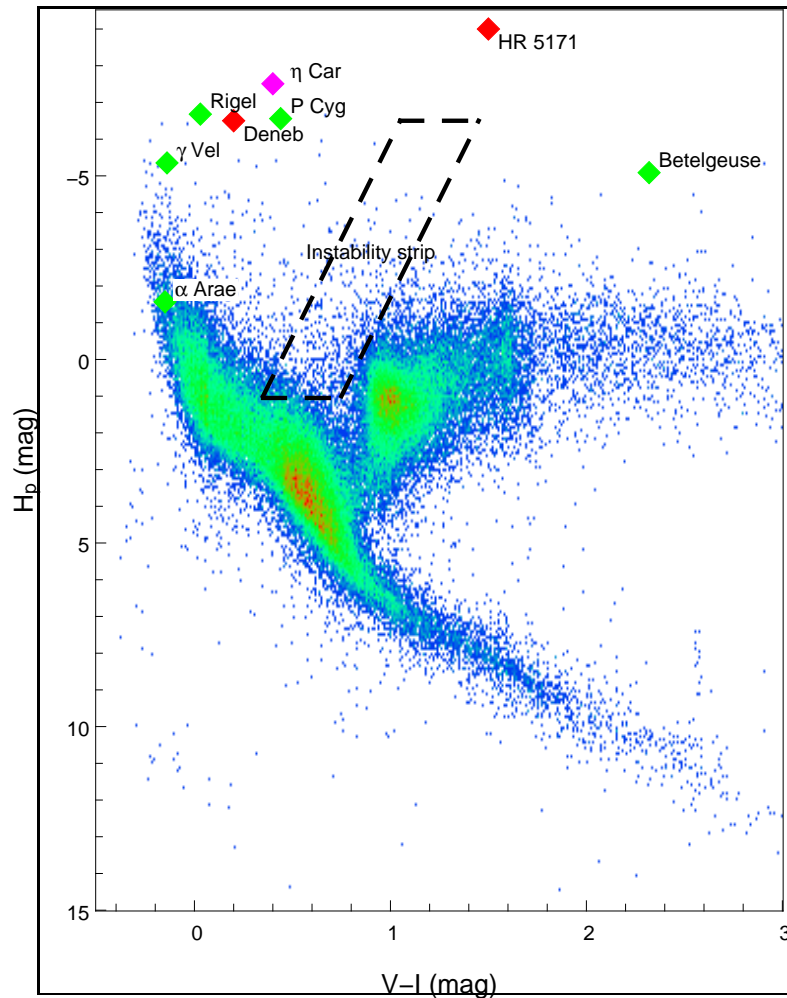 HR 5171
η Car
Rigel
P Cyg
Deneb
γ Vel
Betelgeuse
Instability strip
α Arae
−5
0
5
10
15
Hp (mag)
0
1
2
3
V−I (mag)